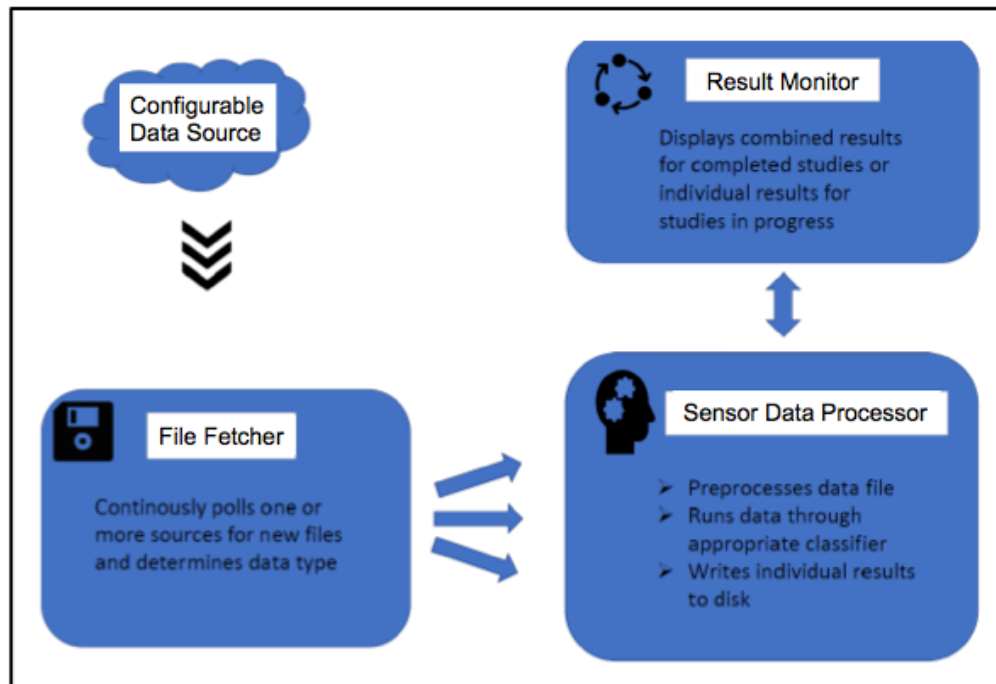 Configurable
Data Source
File Fetcher
Continously polls one or
more sources for new files
and determines data type
Result Monitor
Displays combined results
for completed studies or
individual results for
studies in progress
Sensor Data Processor
➢ Preprocesses data file
➢ Runs data through
appropriate classifier
➢ Writes individual results
to disk